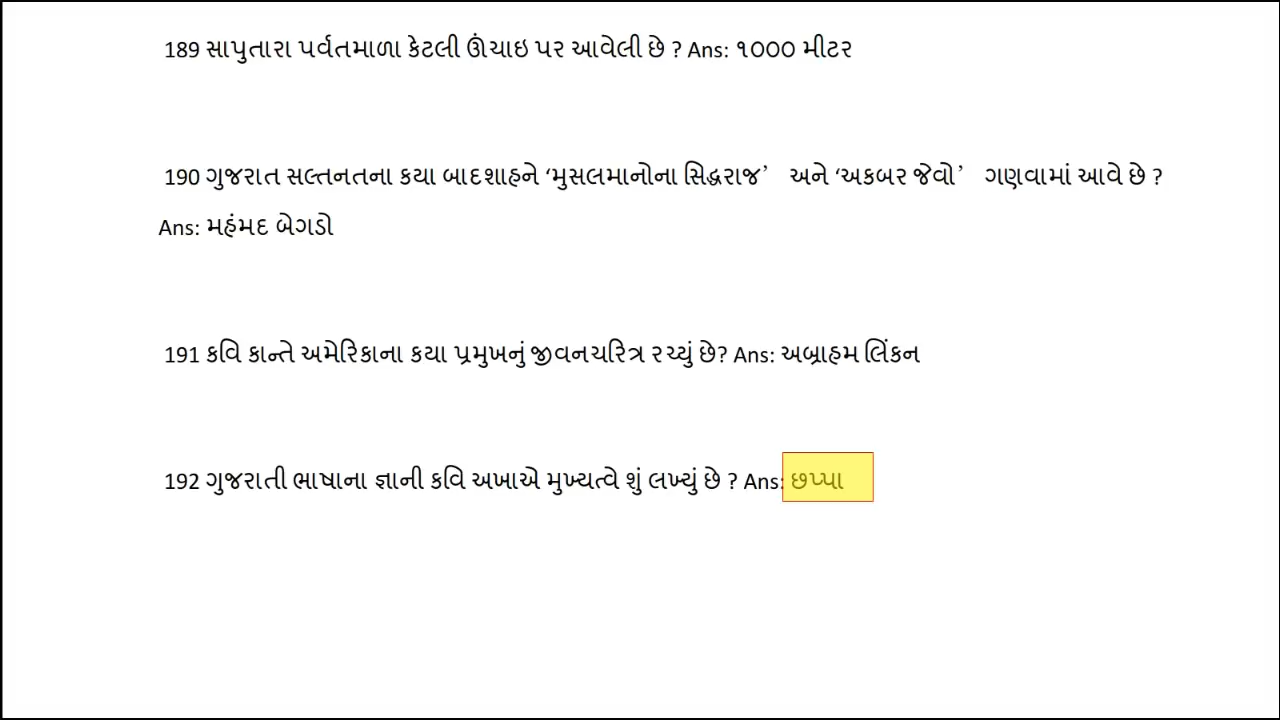 189 સાપુતારા પર્વતમાળા કેટલી ઊંચાઇ પર આવેલી છે ? Ans: ૧૦૦૦ મીટર
190 ગુજરાત સલ્તનતના કયા બાદશાહને ‘મુસલમાનોના સિદ્ધરાજ’ અને ‘અકબર જેવો’ ગણવામાં આવે છે ?
Ans: મહંમદ બેગડો
191 કવિ કાન્તે અમેરિકાના કયા પ્રમુખનું જીવનચરિત્ર રચ્યું છે? Ans: અબ્રાહમ લિંકન
192 ગુજરાતી ભાષાના જ્ઞાની કવિ અખાએ મુખ્યત્વે શું લખ્યું છે ? Ans: છપ્પા